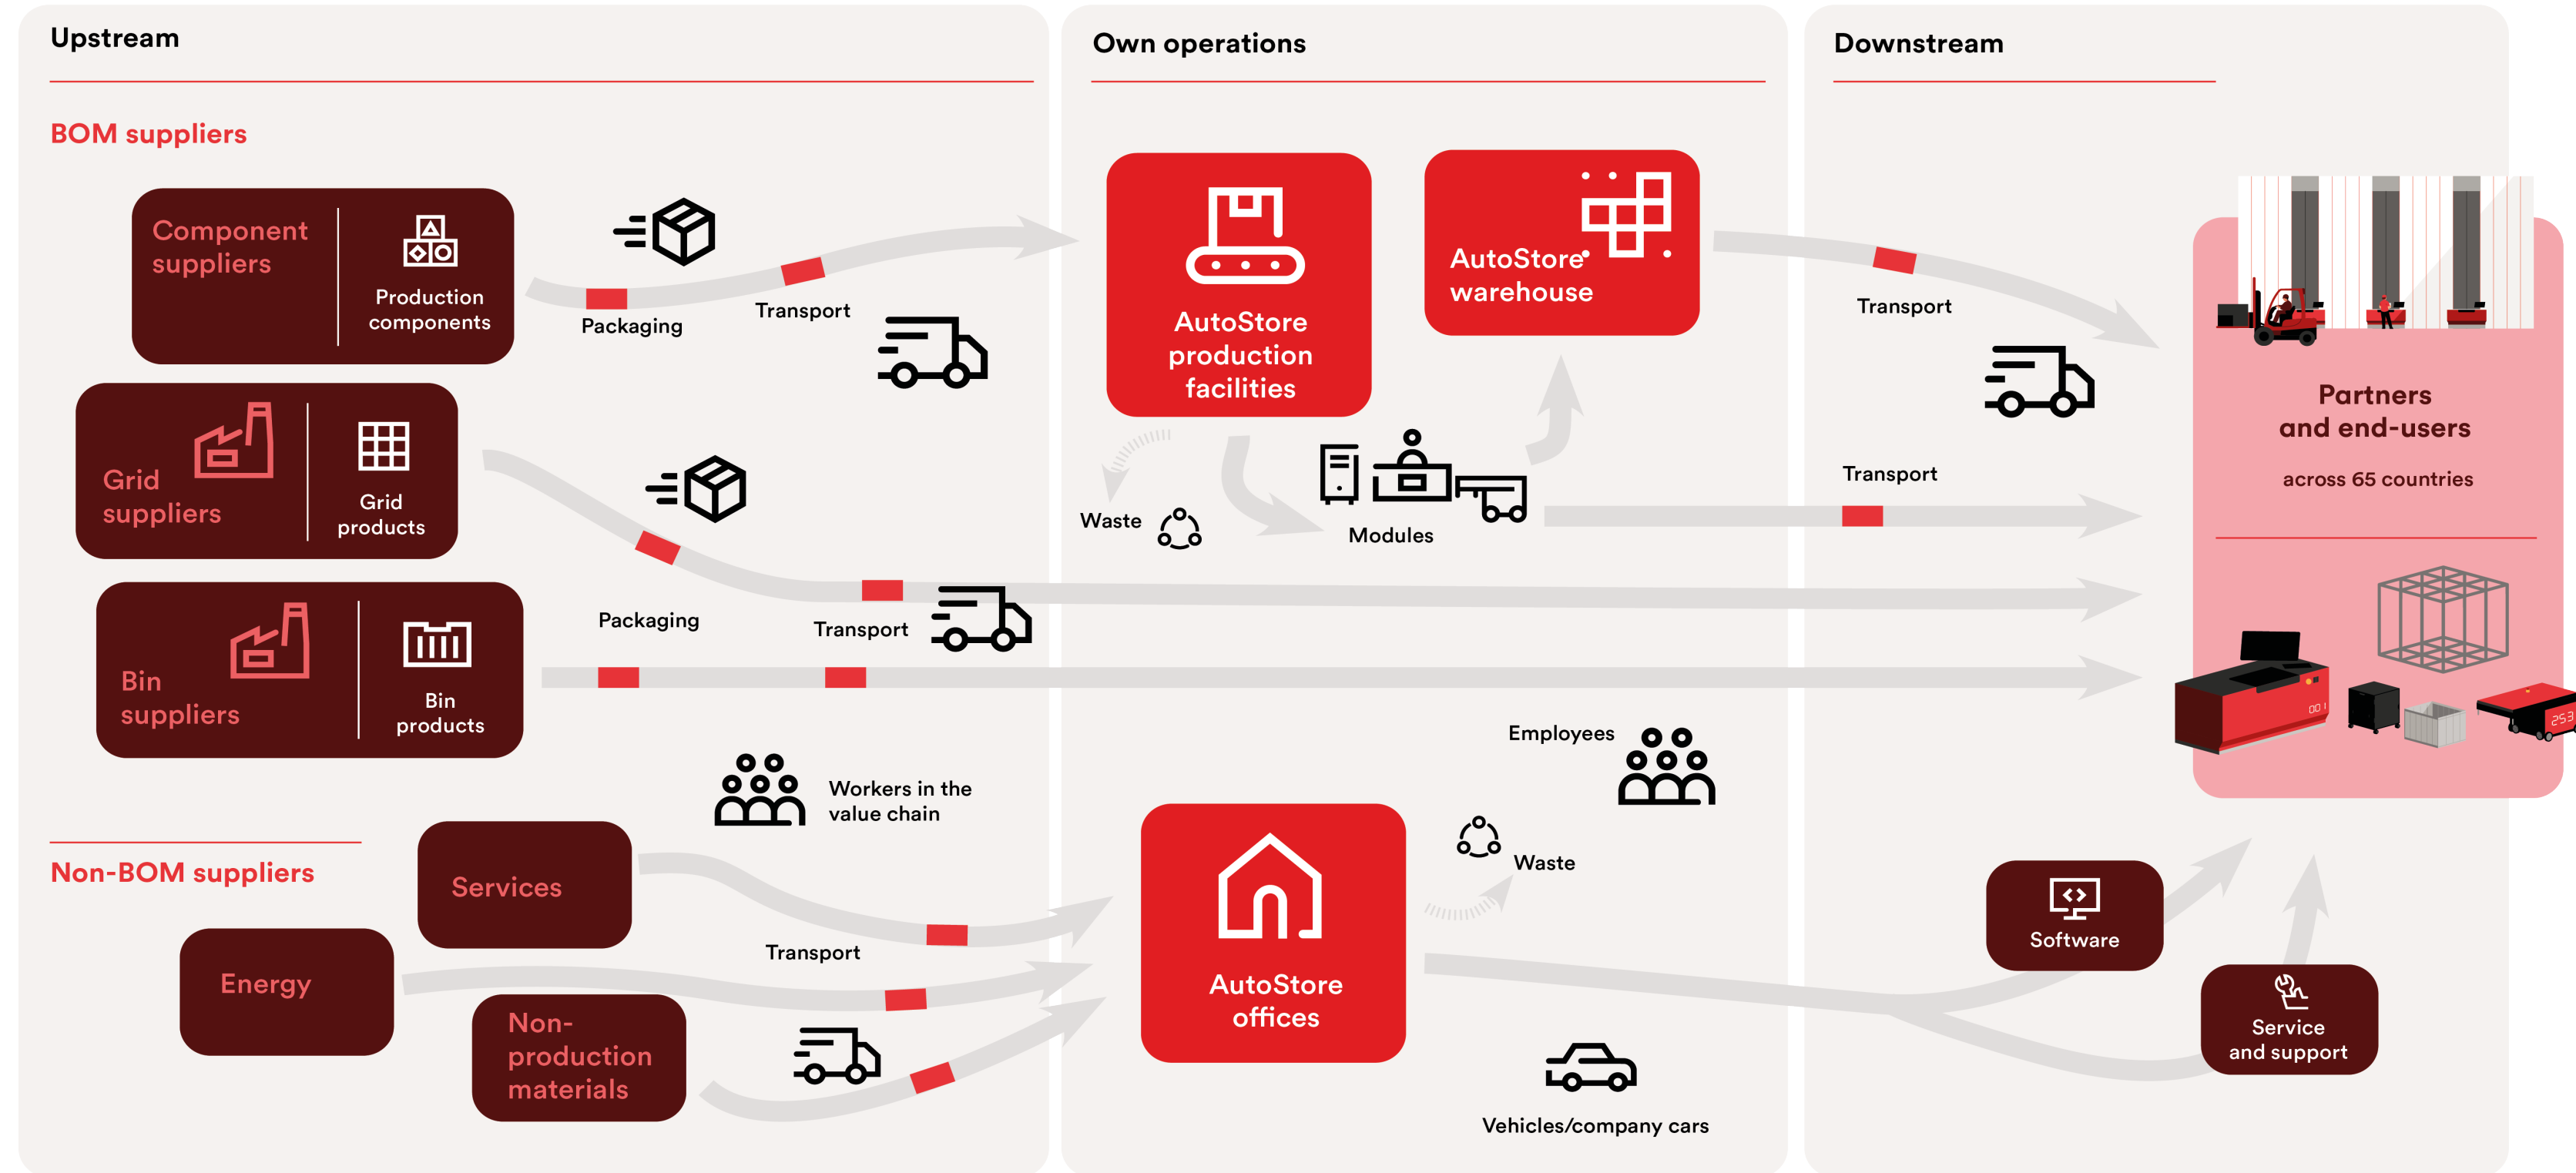 Upstream
BOM suppliers
Component
suppliers
Production
components
Packaging
Transport
Grid
suppliers
Grid
products
Bin
suppliers
Bin
products
Packaging
Transport
Workers in the
value chain
Non-BOM suppliers
Services
Energy
Non-
production
materials
Transport
Own operations
AutoStore
production
facilities
AutoStore
warehouse
Waste
Modules
Employees
Waste
AutoStore
offices
Vehicles/company cars
Downstream
Transport
Transport
Partners
and end-users
across 65 countries
001
253
Software
Service
and support